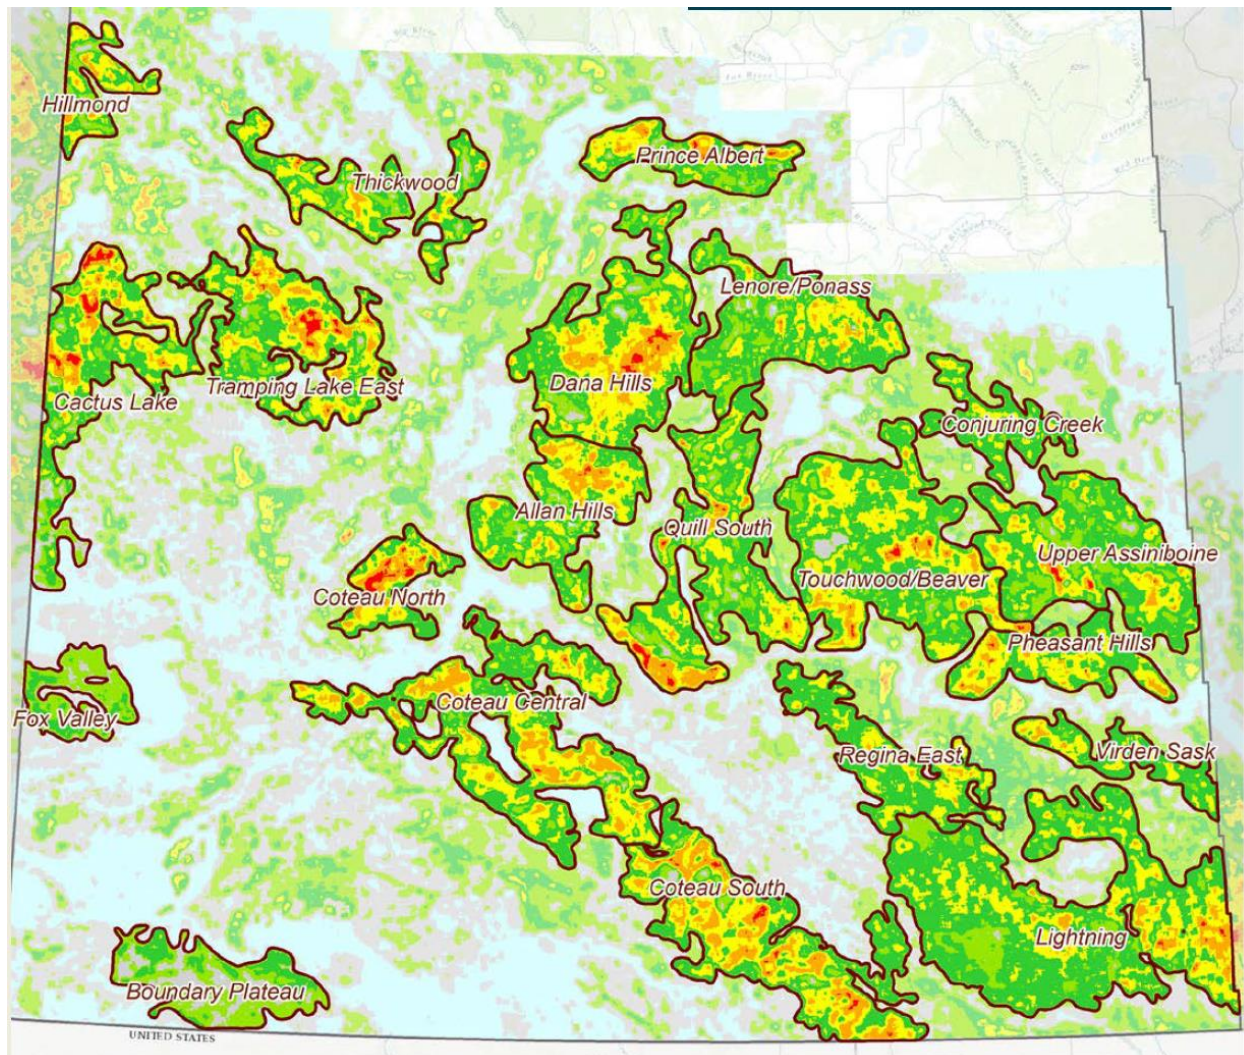 Hillmond
Prince Albert
Thickwood
Lenore/Ponass
Dana Hills
Tramping Lake East
Cactus Lake
Conjuring Creek
Allan Hills
Quill South
Upper Assiniboine
Touchwood/Beaver
Coteau North
Pheasant Hills
Coteau Central
Fox Valley
Virden Sask
Regina East
Coteau South
Lightning
Boundary Plateau
UNITED STATES